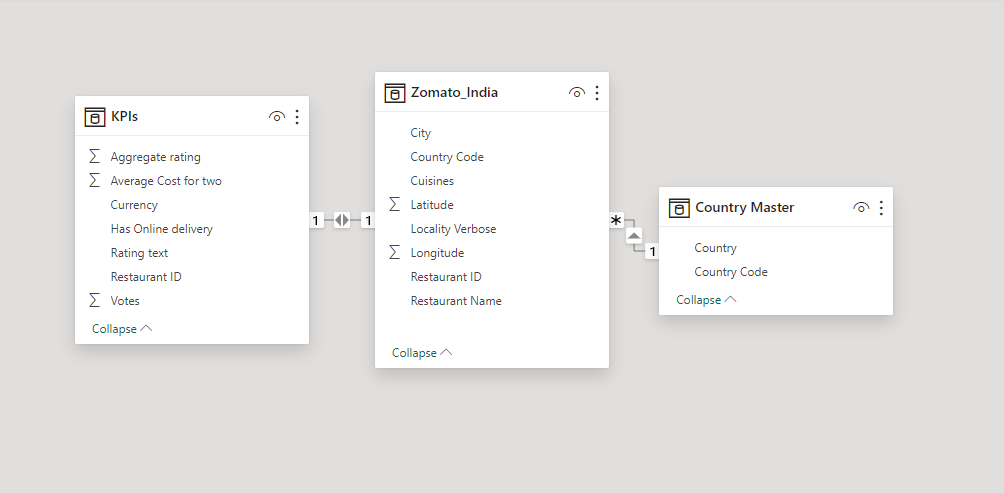 KPIs
Aggregate rating
Average Cost for two
Currency
Has Online delivery
Rating text
Restaurant ID
Votes
Collapse
1
1
Zomato_India
City
Country Code
Cuisines
Latitude
Locality Verbose
Longitude
Restaurant ID
Restaurant Name
Collapse
*
1
Country Master
Country
Country Code
Collapse